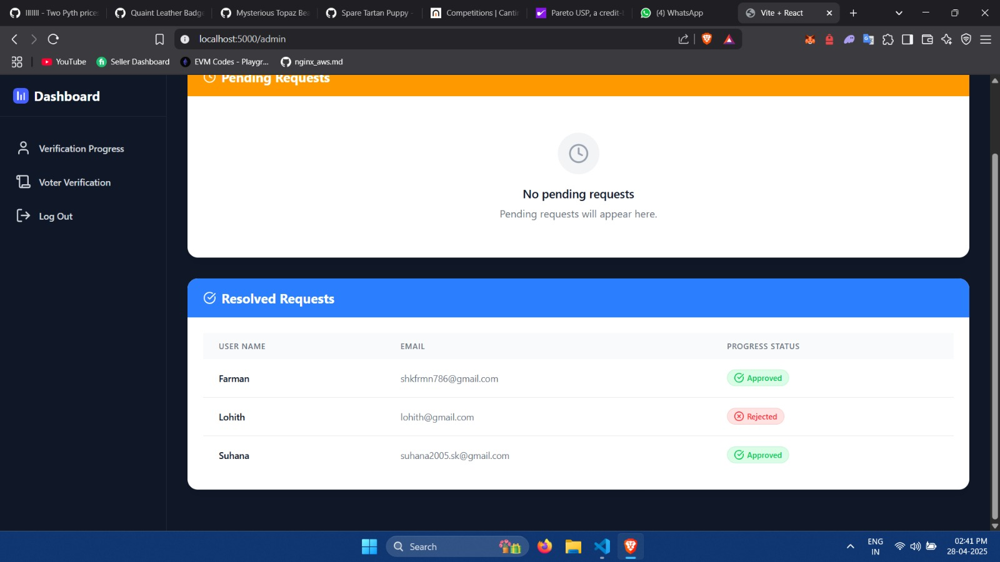 IIIIIII - Two Pyth price
Quaint Leather Badg
Mysterious Topaz Bea
Spare Tartan Puppy -
Competitions | Canti
Pareto USP, a credit-
(4) WhatsApp
Vite + React
localhost:5000/admin
YouTube
Seller Dashboard
EVM Codes - Playgr...
nginx_aws.md
Dashboard
Verification Progress
Voter Verification
Log Out
Pending Requests
No pending requests
Pending requests will appear here.
Resolved Requests
USER NAME EMAIL PROGRESS STATUS
Farman shkfrmn786@gmail.com Approved
Lohith lohith@gmail.com Rejected
Suhana suhana2005.sk@gmail.com Approved
Search
ENG
IN
02:41 PM
28-04-2025